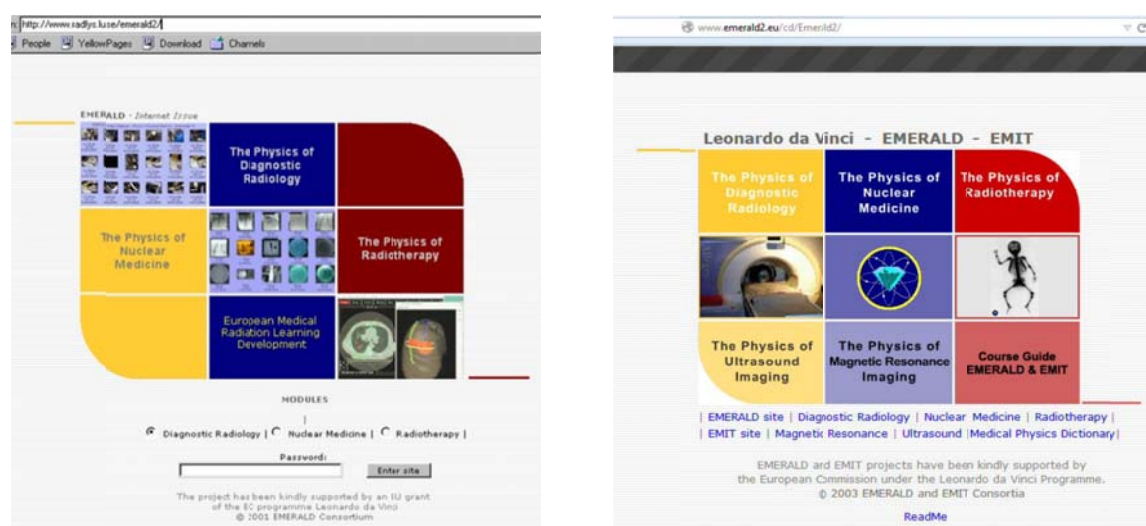 http://www.radfys.lu.se/emerald2/
People YellowPages Download Channels
EMERALD - Internet Issue
The Physics of
Diagnostic
Radiology
The Physics of
Nuclear
Medicine
The Physics of
Radiotherapy
European Medical
Radiation Learning
Development
MODULES
Diagnostic Radiology | Nuclear Medicine | Radiotherapy |
Password:
Enter site
The project has been kindly supported by an EU grant
of the EC programme Leonardo da Vinci
© 2001 EMERALD Consortium
www.emerald2.eu/cd/Emerald2/
Leonardo da Vinci - EMERALD - EMIT
The Physics of
Diagnostic
Radiology
The Physics of
Nuclear
Medicine
The Physics of
Radiotherapy
The Physics of
Ultrasound
Imaging
The Physics of
Magnetic Resonance
Imaging
Course Guide
EMERALD & EMIT
| EMERALD site | Diagnostic Radiology | Nuclear Medicine | Radiotherapy |
| EMIT site | Magnetic Resonance | Ultrasound |Medical Physics Dictionary|
EMERALD and EMIT projects have been kindly supported by
the European Commission under the Leonardo da Vinci Programme.
© 2003 EMERALD and EMIT Consortia
ReadMe